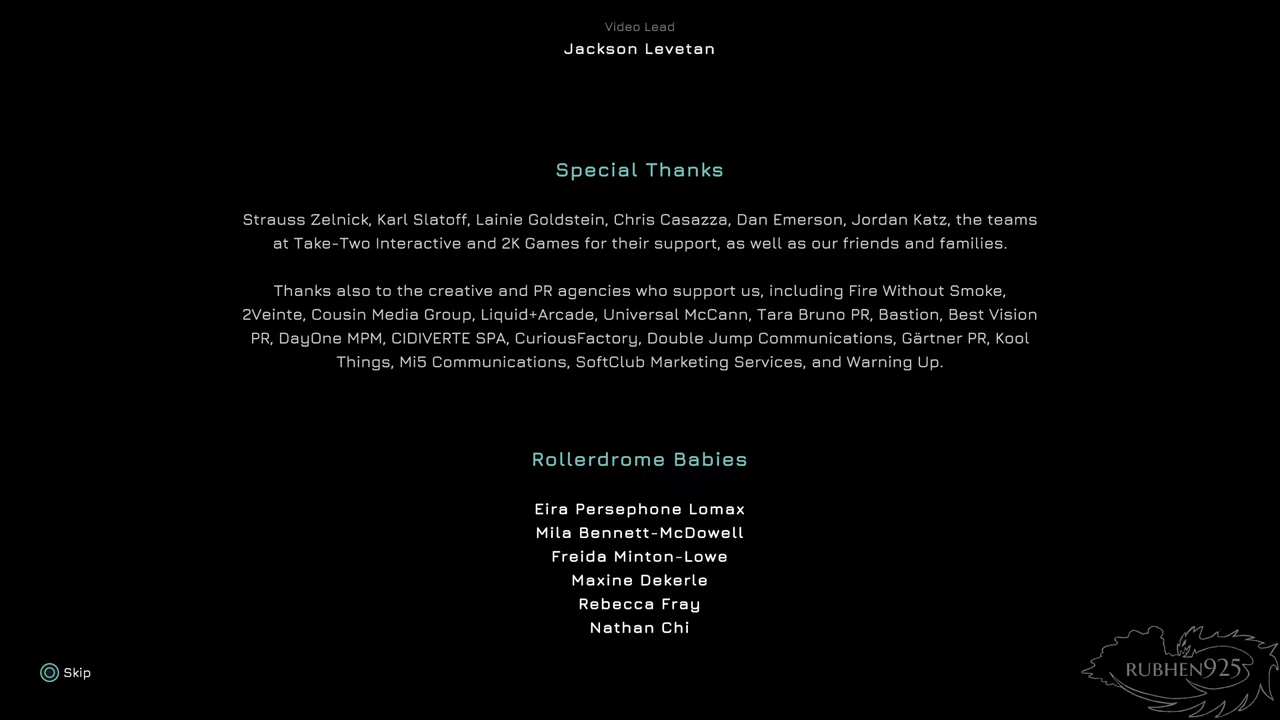 Video Lead
Jackson Levetan
Special Thanks
Strauss Zelnick, Karl Slatoff, Lainie Goldstein, Chris Casazza, Dan Emerson, Jordan Katz, the teams
at Take-Two Interactive and 2K Games for their support, as well as our friends and families.
Thanks also to the creative and PR agencies who support us, including Fire Without Smoke,
2Veinte, Cousin Media Group, Liquid+Arcade, Universal McCann, Tara Bruno PR, Bastion, Best Vision
PR, DayOne MPM, CIDIVERTE SPA, CuriousFactory, Double Jump Communications, Gärtner PR, Kool
Things, Mi5 Communications, SoftClub Marketing Services, and Warning Up.
Rollerdrome Babies
Eira Persephone Lomax
Mila Bennett-McDowell
Freida Minton-Lowe
Maxine Dekerle
Rebecca Fray
Nathan Chi
Skip
RUBHEN925